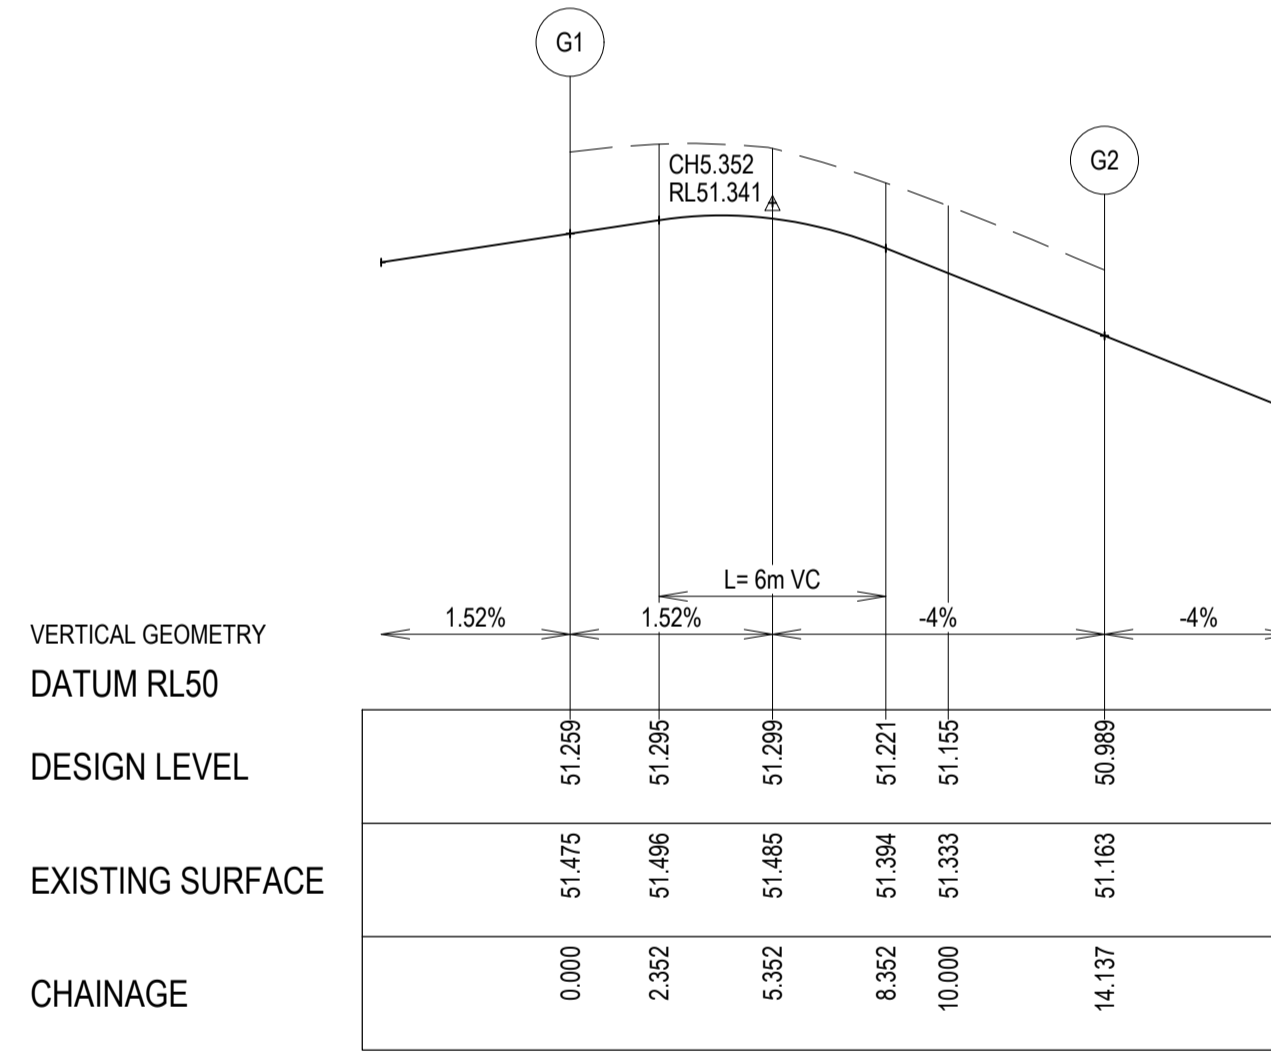 G1
G2
CH5.352
RL51.341
L= 6m VC
VERTICAL GEOMETRY 1.52% 1.52% -4% -4%
DATUM RL50
DESIGN LEVEL 51.259 51.295 51.299 51.221 51.155 50.989
EXISTING SURFACE 51.475 51.496 51.485 51.394 51.333 51.163
CHAINAGE 0.000 2.352 5.352 8.352 10.000 14.137